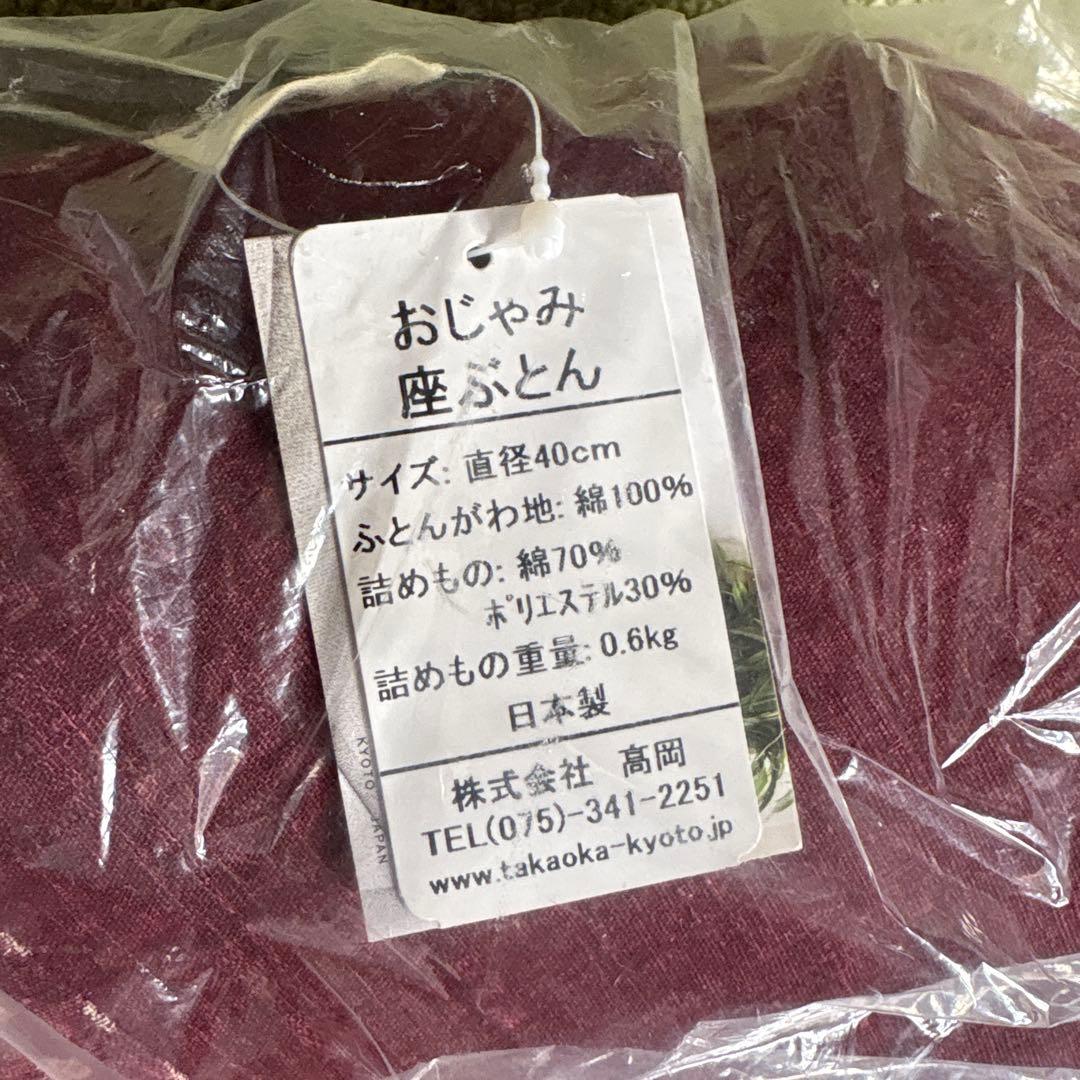 おじゃみ
座ぶとん
サイズ: 直径40cm
ふとんがわ地: 綿100%
詰めもの: 綿70%
ポリエステル30%
詰めもの重量: 0.6kg
日本製
株式会社 高岡
TEL(075)-341-2251
www.takaoka-kyoto.jp
KYOTO JAPAN